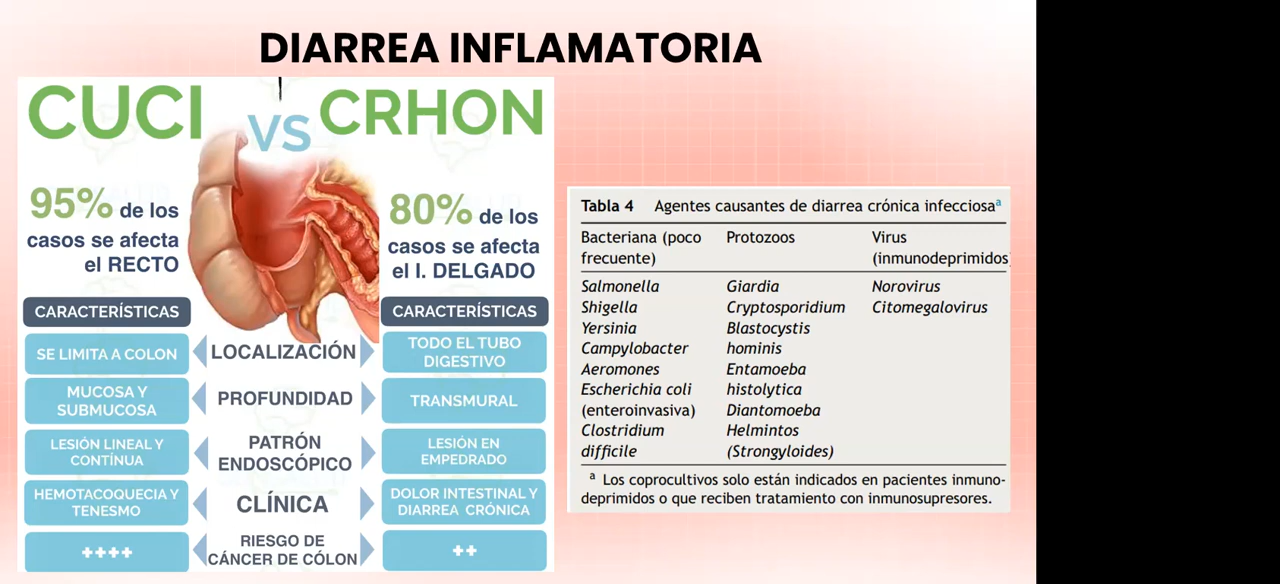 DIARREA INFLAMATORIA
CUCI
VS
CRHON
95% de los
casos se afecta
el RECTO
80% de los
casos se afecta
el I. DELGADO
CARACTERÍSTICAS
CARACTERÍSTICAS
SE LIMITA A COLON
LOCALIZACIÓN
TODO EL TUBO
DIGESTIVO
MUCOSA Y
SUBMUCOSA
PROFUNDIDAD
TRANSMURAL
LESIÓN LINEAL Y
CONTÍNUA
PATRÓN
ENDOSCÓPICO
LESIÓN EN
EMPEDRADO
HEMOTACOQUECIA Y
TENESMO
CLÍNICA
DOLOR INTESTINAL Y
DIARREA CRÓNICA
++++
RIESGO DE
CÁNCER DE CÓLON
++
Tabla 4 Agentes causantes de diarrea crónica infecciosaᵃ
Bacteriana (poco
frecuente)
Protozoos
Virus
(inmunodeprimidos)
Salmonella
Shigella
Yersinia
Campylobacter
Aeromones
Escherichia coli
(enteroinvasiva)
Clostridium
difficile
Giardia
Cryptosporidium
Blastocystis
hominis
Entamoeba
histolytica
Diantomoeba
Helmintos
(Strongyloides)
Norovirus
Citomegalovirus
ᵃ Los coprocultivos solo están indicados en pacientes inmuno-
deprimidos o que reciben tratamiento con inmunosupresores.